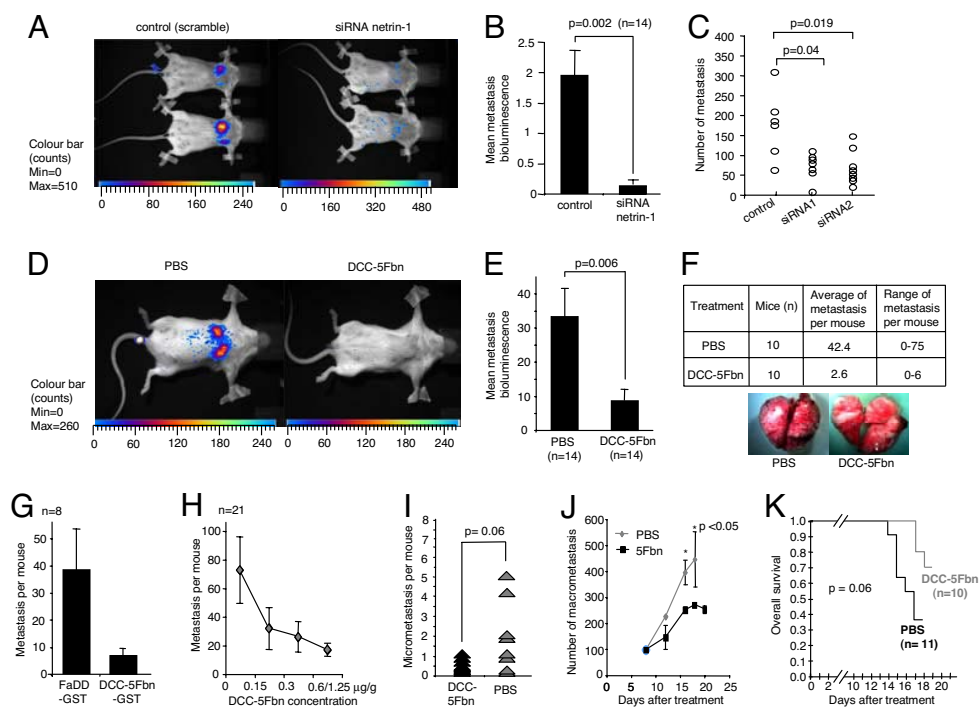 A
control (scramble)
siRNA netrin-1
Colour bar
(counts)
Min=0
Max=510
0 80 160 240
0 160 320 480
B
p=0.002 (n=14)
Mean metastasis
bioluminescence
2.5
2
1.5
1
0.5
0
control
siRNA
netrin-1
C
p=0.019
p=0.04
Number of metastasis
400
350
300
250
200
150
100
50
0
control
siRNA1
siRNA2
D
PBS
DCC-5Fbn
Colour bar
(counts)
Min=0
Max=260
0 60 120 180 240
0 60 120 180 240
E
p=0.006
Mean metastasis
bioluminescence
40
30
20
10
0
PBS
(n=14)
DCC-5Fbn
(n=14)
F
Treatment
Mice (n)
Average of
metastasis
per mouse
Range of
metastasis
per mouse
PBS 10 42.4 0-75
DCC-5Fbn 10 2.6 0-6
PBS
DCC-5Fbn
G
n=8
Metastasis per mouse
50
40
30
20
10
0
FaDD
-GST
DCC-5Fbn
-GST
H
n=21
Metastasis per mouse
100
80
60
40
20
0
0 0.15 0.3 0.6/1.25 µg/g
DCC-5Fbn concentration
I
p= 0.06
Micrometastasis per mouse
8
7
6
5
4
3
2
1
0
DCC-
5Fbn
PBS
J
PBS
5Fbn
* * p <0.05
Number of macrometastasis
600
500
400
300
200
100
0
0 5 10 15 20 25
Days after treatment
K
Overall survival
1.0
0.9
0.8
0.7
0.6
0.5
0.4
0.3
0.2
0.1
0.0
p = 0.06
DCC-5Fbn
(n=10)
PBS
(n= 11)
0 2 10 12 14 16 18 20
Days after treatment